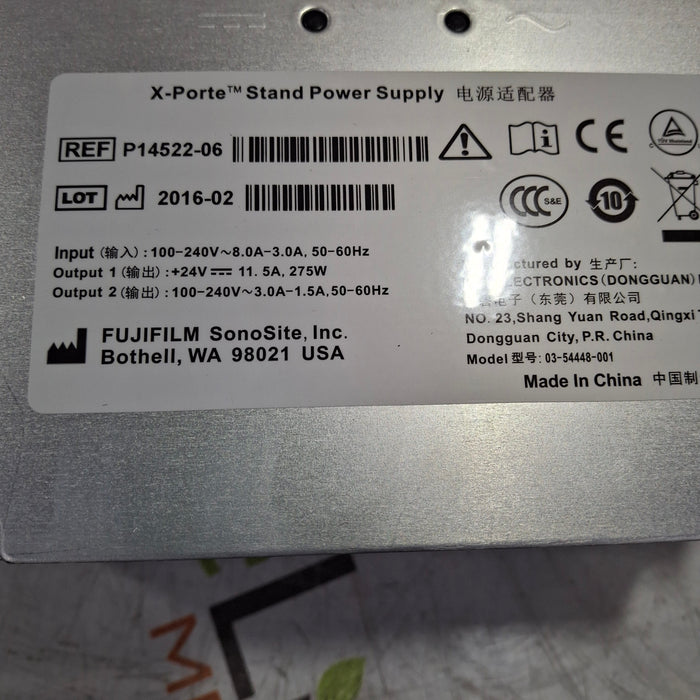 X-Porte™ Stand Power Supply 电源适配器
REF P14522-06
LOT 2016-02
CE
CCC S&E
10
Input (输入) : 100-240V～8.0A-3.0A, 50-60Hz
Output 1 (输出) : +24V⎓ 11. 5A, 275W
Output 2 (输出) : 100-240V～3.0A-1.5A, 50-60Hz
FUJIFILM SonoSite, Inc.
Bothell, WA 98021 USA
ctured by 生产厂:
ELECTRONICS (DONGGUAN)
电子 (东莞) 有限公司
NO. 23,Shang Yuan Road,Qingxi
Dongguan City, P.R. China
Model 型号: 03-54448-001
Made In China 中国制